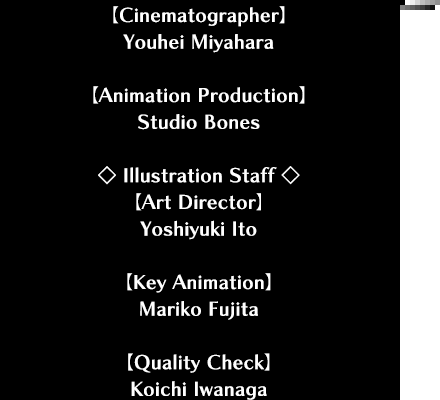 【Cinematographer】
Youhei Miyahara
【Animation Production】
Studio Bones
◇ Illustration Staff ◇
【Art Director】
Yoshiyuki Ito
【Key Animation】
Mariko Fujita
【Quality Check】
Koichi Iwanaga